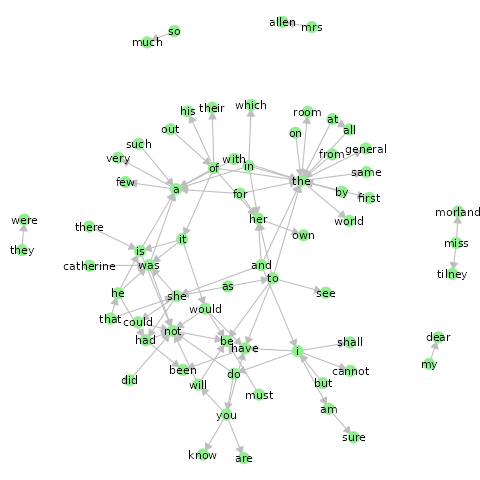 allen
mrs
so
much
which
his
their
room
at
out
on
all
such
with
from
general
very
in
of
same
few
the
a
by
for
first
morland
were
her
world
there
own
it
miss
they
is
catherine
was
and
tilney
to
he
as
see
she
would
that
could
not
dear
had
be
have
shall
i
my
been
cannot
do
did
will
but
must
am
you
sure
know
are